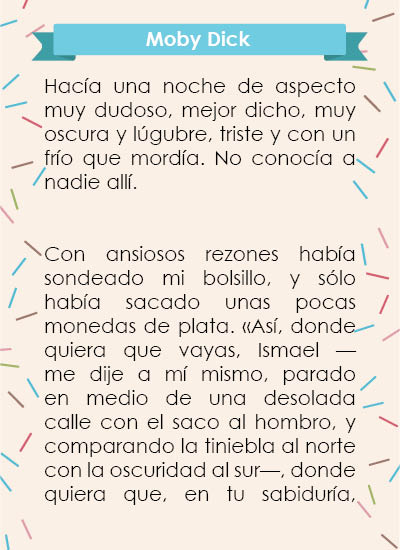 Moby Dick
Hacía una noche de aspecto
muy dudoso, mejor dicho, muy
oscura y lúgubre, triste y con un
frío que mordía. No conocía a
nadie allí.
Con ansiosos rezones había
sondeado mi bolsillo, y sólo
había sacado unas pocas
monedas de plata. «Así, donde
quiera que vayas, Ismael —
me dije a mí mismo, parado
en medio de una desolada
calle con el saco al hombro, y
comparando la tiniebla al norte
con la oscuridad al sur—, donde
quiera que, en tu sabiduría,